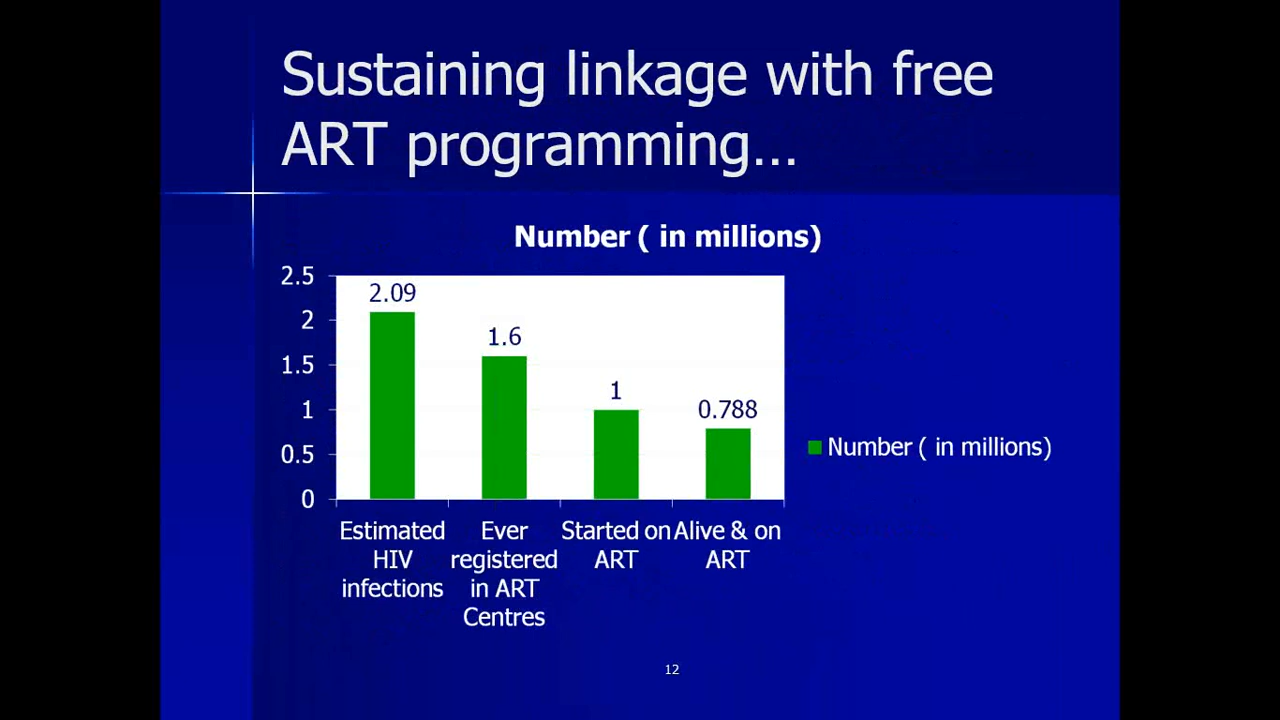 Sustaining linkage with free
ART programming...
Number ( in millions)
2.5
2
1.5
1
0.5
0
2.09
1.6
1
0.788
Estimated
HIV
infections
Ever
registered
in ART
Centres
Started on
ART
Alive & on
ART
Number ( in millions)
12